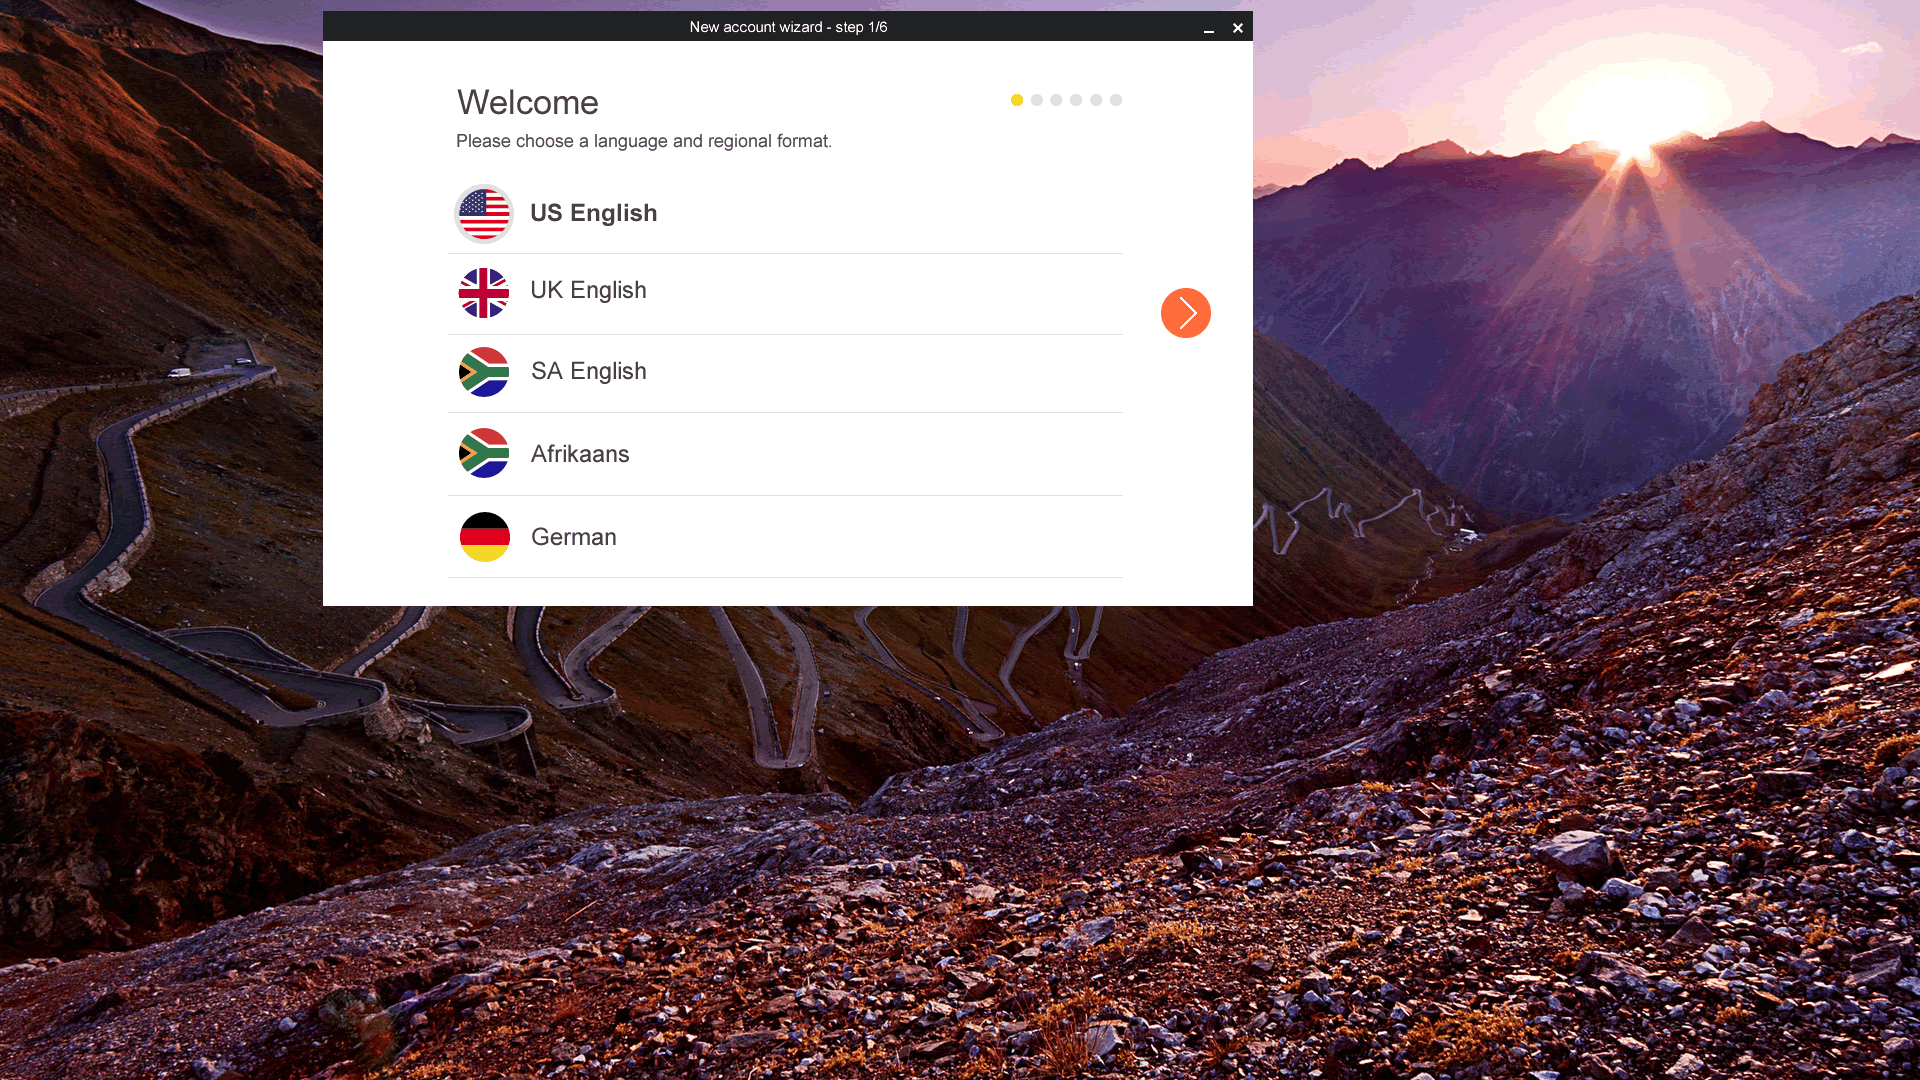 New account wizard - step 1/6
Welcome
Please choose a language and regional format.
US English
UK English
SA English
Afrikaans
German